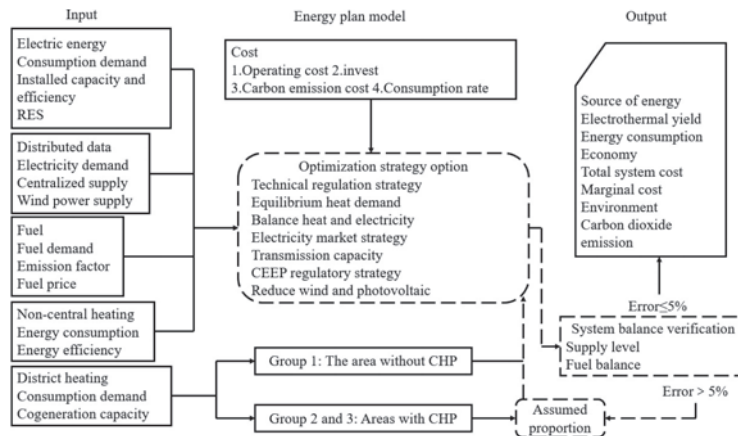 Input
Energy plan model
Output
Electric energy
Consumption demand
Installed capacity and
efficiency
RES
Distributed data
Electricity demand
Centralized supply
Wind power supply
Fuel
Fuel demand
Emission factor
Fuel price
Non-central heating
Energy consumption
Energy efficiency
District heating
Consumption demand
Cogeneration capacity
Cost
1.Operating cost 2.invest
3.Carbon emission cost 4.Consumption rate
Optimization strategy option
Technical regulation strategy
Equilibrium heat demand
Balance heat and electricity
Electricity market strategy
Transmission capacity
CEEP regulatory strategy
Reduce wind and photovoltaic
Group 1: The area without CHP
Group 2 and 3: Areas with CHP
Assumed
proportion
Source of energy
Electrothermal yield
Energy consumption
Economy
Total system cost
Marginal cost
Environment
Carbon dioxide
emission
Error≤5%
System balance verification
Supply level
Fuel balance
Error > 5%